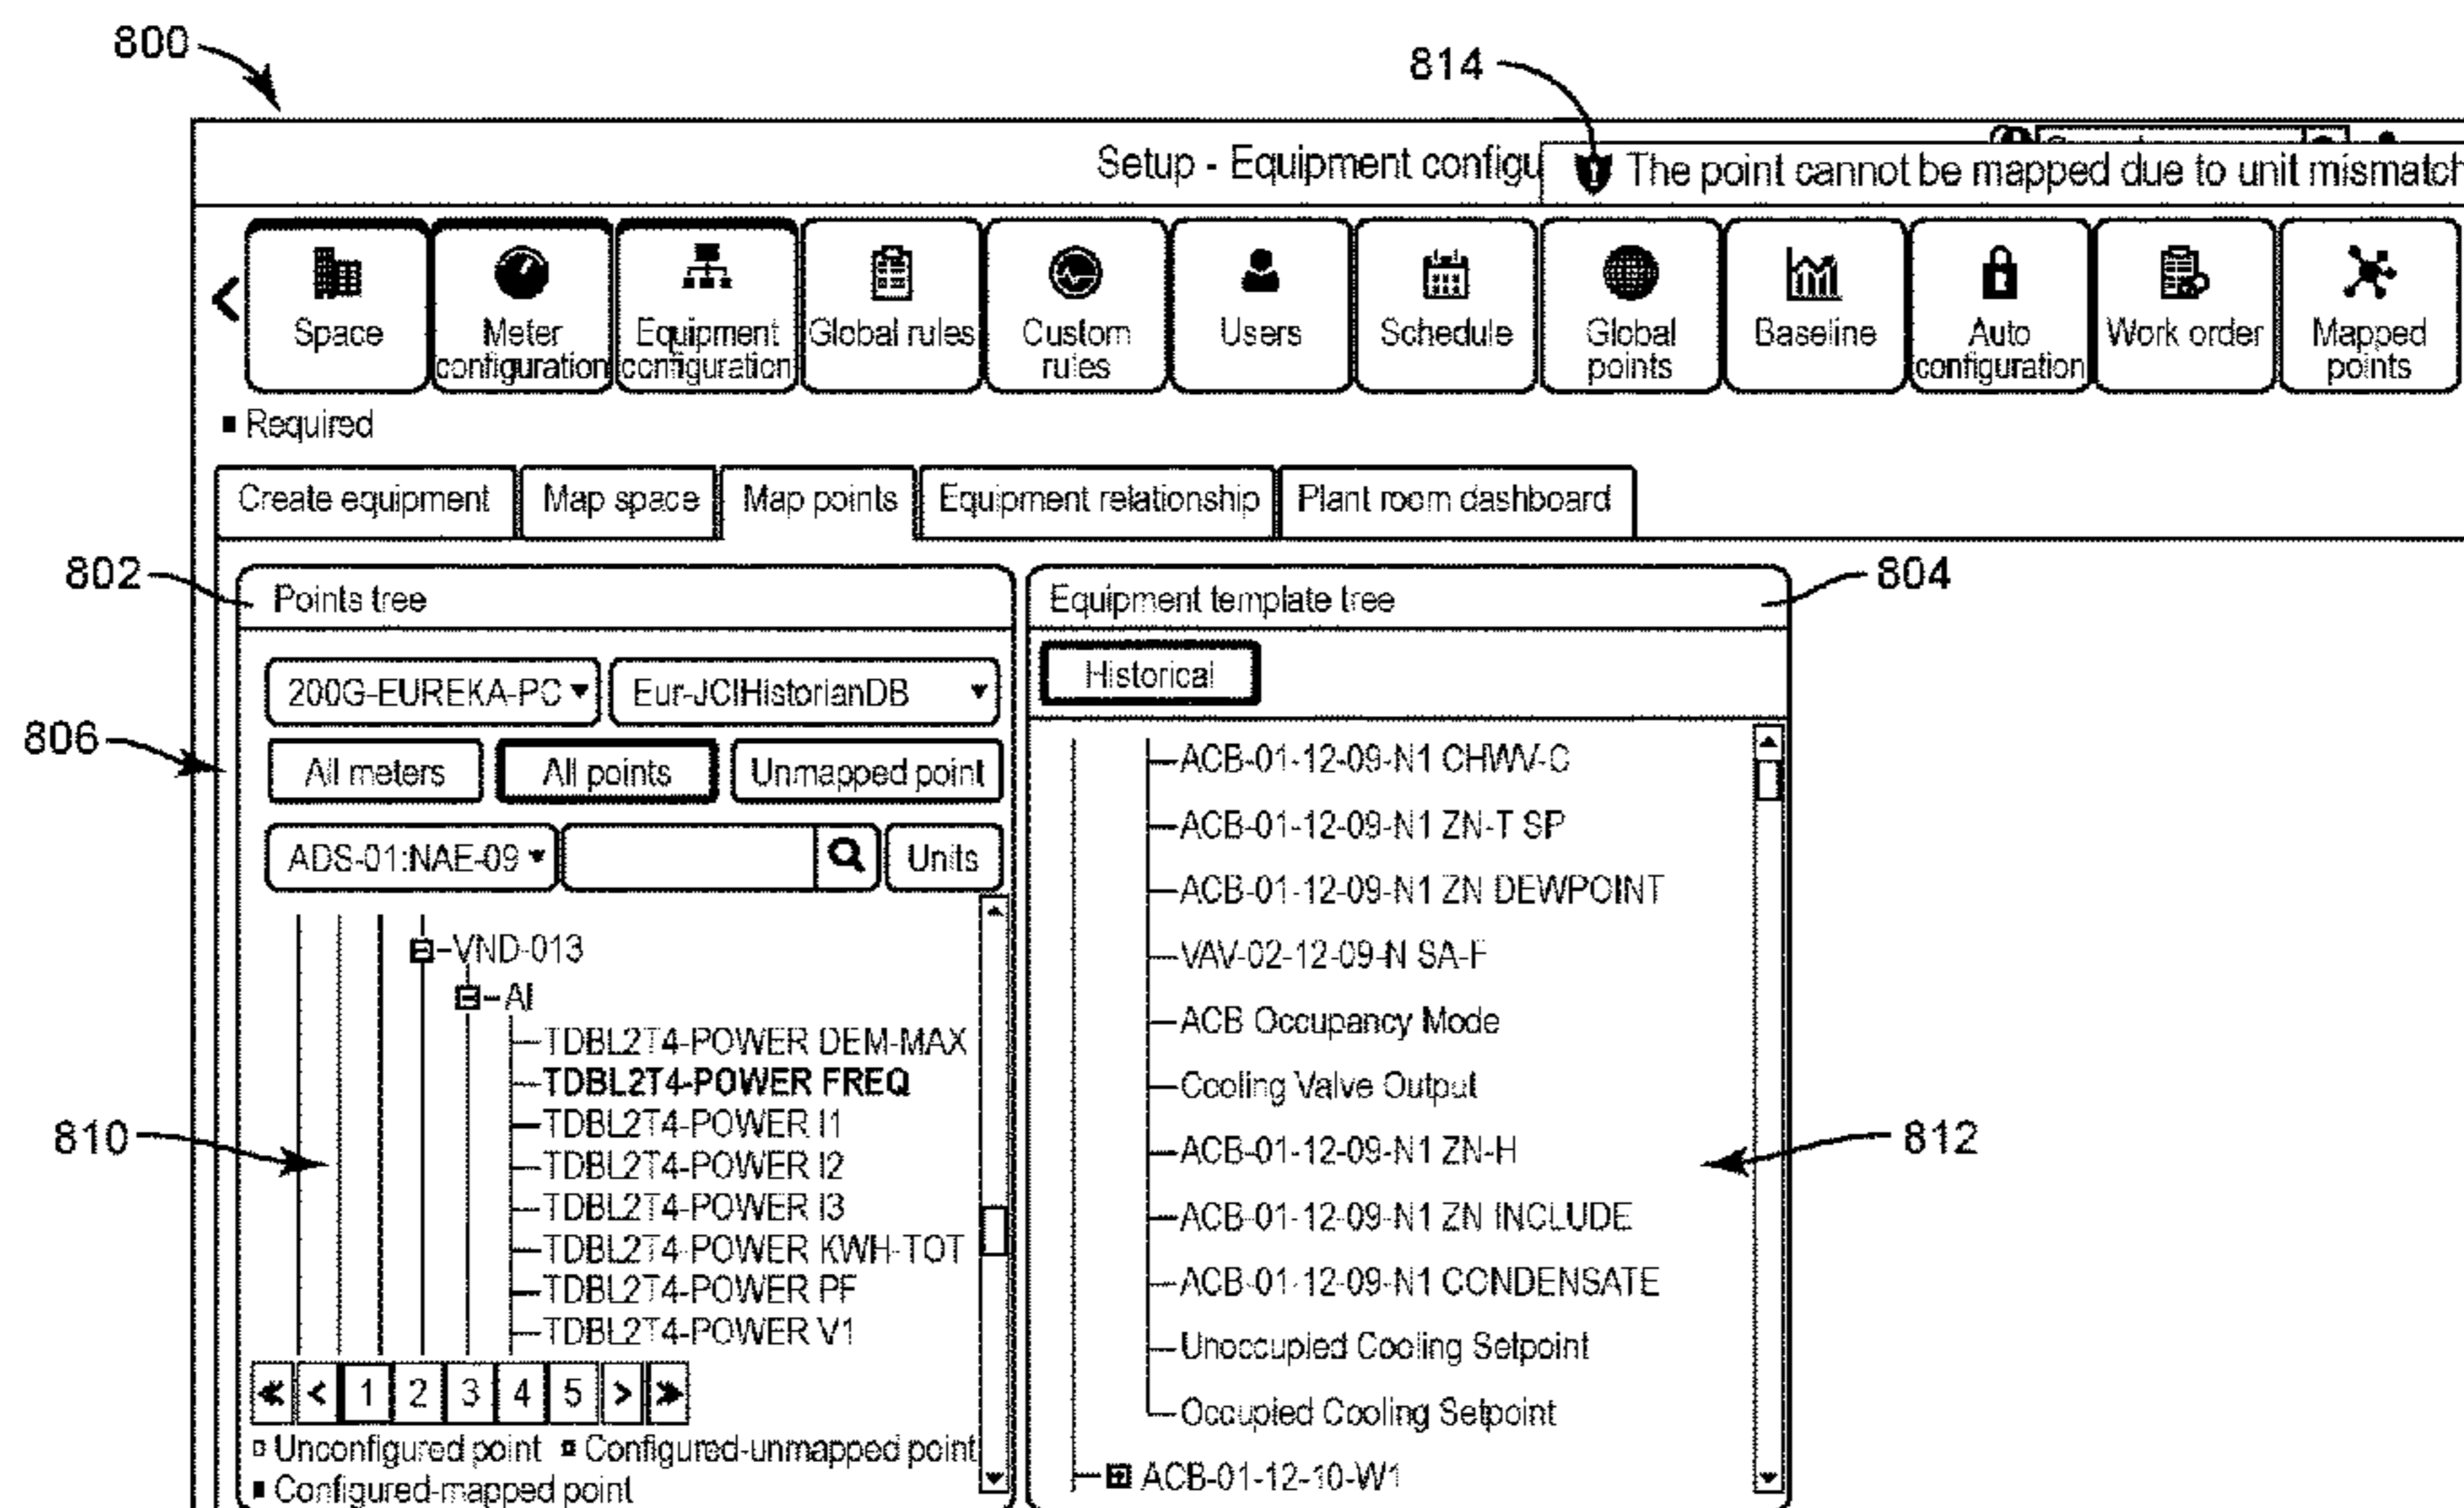 800
814
Setup - Equipment configu
The point cannot be mapped due to unit mismatch
Space
Meter configuration
Equipment configuration
Global rules
Custom rules
Users
Schedule
Global points
Baseline
Auto configuration
Work order
Mapped points
Required
Create equipment
Map space
Map points
Equipment relationship
Plant room dashboard
802
Points tree
Equipment template tree
804
200G-EUREKA-PC
Eur-JCIHistorianDB
Historical
806
All meters
All points
Unmapped point
ADS-01:NAE-09
Units
VND-013
AI
TDBL2T4-POWER DEM-MAX
TDBL2T4-POWER FREQ
TDBL2T4-POWER I1
TDBL2T4-POWER I2
TDBL2T4-POWER I3
TDBL2T4-POWER KWH-TOT
TDBL2T4-POWER PF
TDBL2T4-POWER V1
810
1 2 3 4 5
Unconfigured point
Configured-unmapped point
Configured-mapped point
ACB-01-12-09-N1 CHWV-C
ACB-01-12-09-N1 ZN-T SP
ACB-01-12-09-N1 ZN DEWPOINT
VAV-02-12-09-N SA-F
ACB Occupancy Mode
Cooling Valve Output
ACB-01-12-09-N1 ZN-H
ACB-01-12-09-N1 ZN INCLUDE
ACB-01-12-09-N1 CONDENSATE
Unoccupied Cooling Setpoint
Occupied Cooling Setpoint
ACB-01-12-10-W1
812